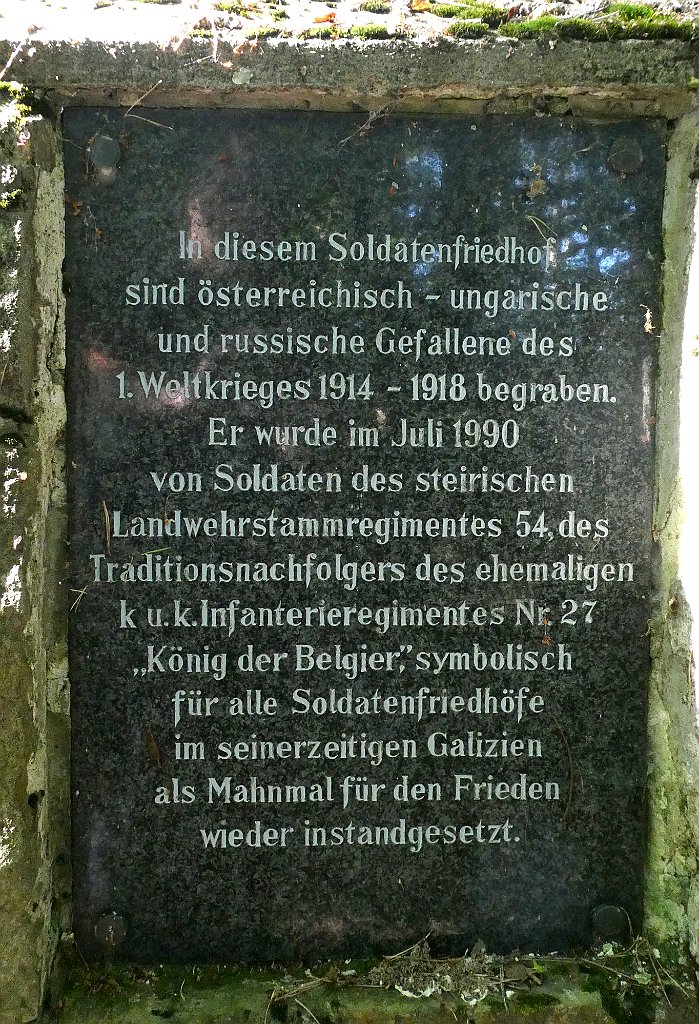 In diesem Soldatenfriedhof
sind österreichisch - ungarische
und russische Gefallene des
1. Weltkrieges 1914 - 1918 begraben.
Er wurde im Juli 1990
von Soldaten des steirischen
Landwehrstammregimentes 54, des
Traditionsnachfolgers des ehemaligen
k u. k. Infanterieregimentes Nr. 27
„König der Belgier”, symbolisch
für alle Soldatenfriedhöfe
im seinerzeitigen Galizien
als Mahnmal für den Frieden
wieder instandgesetzt.